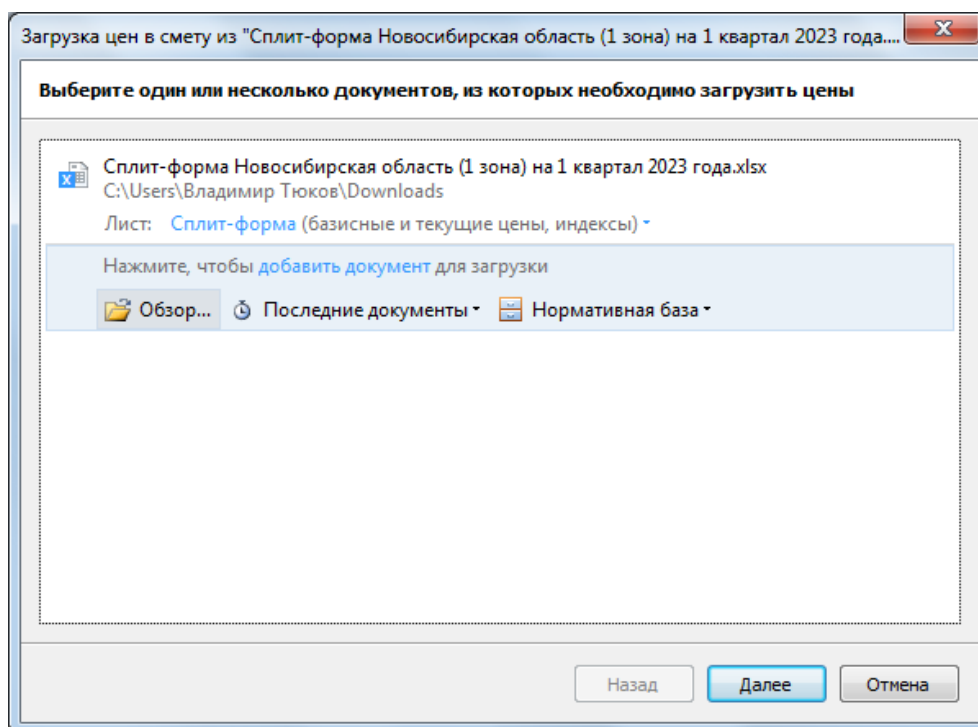 Загрузка цен в смету из "Сплит-форма Новосибирская область (1 зона) на 1 квартал 2023 года....
Выберите один или несколько документов, из которых необходимо загрузить цены
Сплит-форма Новосибирская область (1 зона) на 1 квартал 2023 года.xlsx
C:\Users\Владимир Тюков\Downloads
Лист: Сплит-форма (базисные и текущие цены, индексы)
Нажмите, чтобы добавить документ для загрузки
Обзор... Последние документы Нормативная база
Назад Далее Отмена